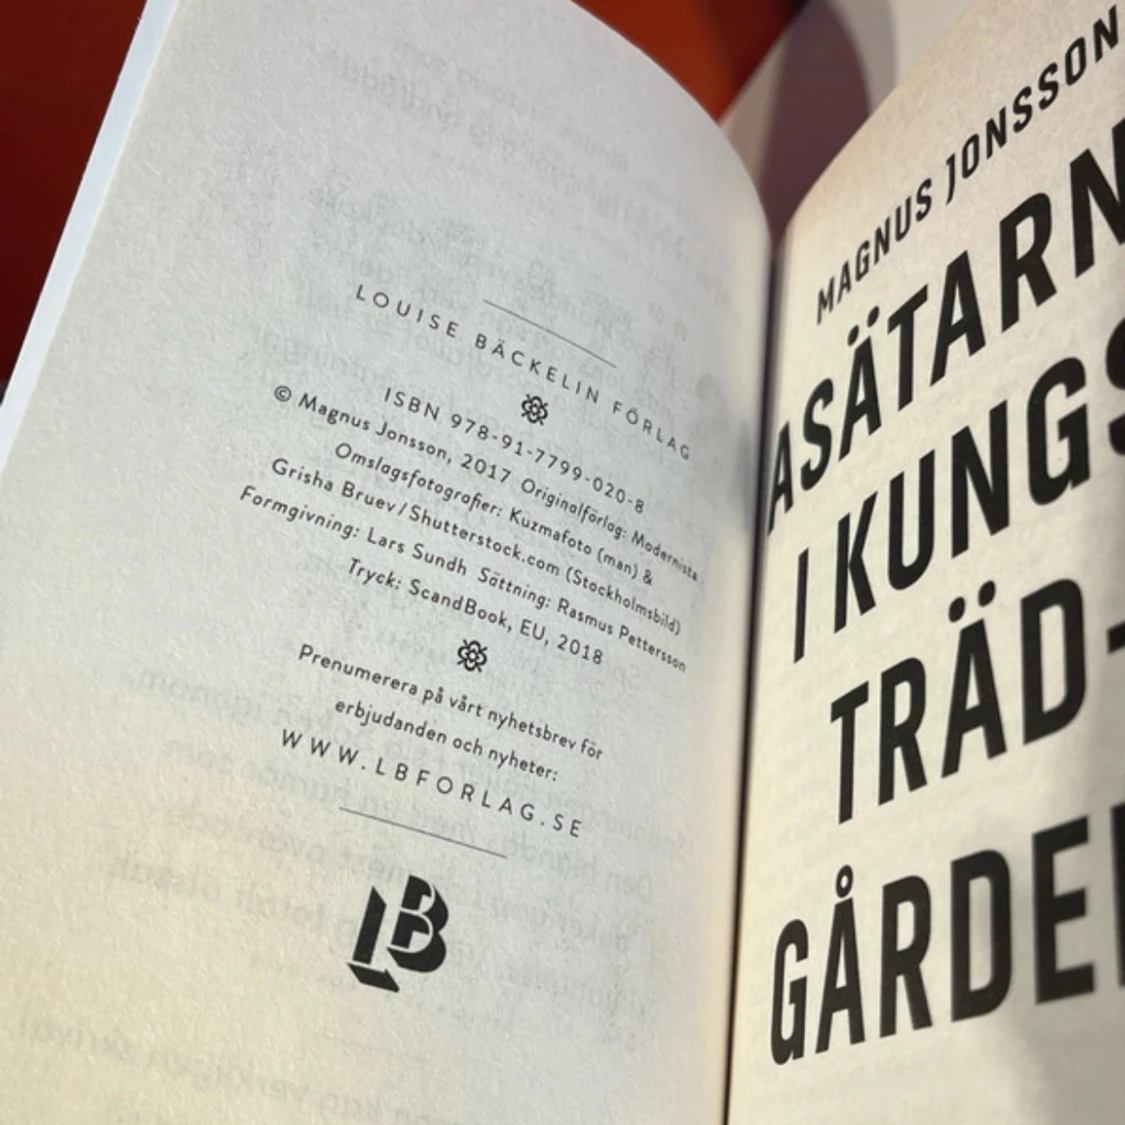 LOUISE BÄCKELIN FÖRLAG
ISBN 978-91-7799-020-8
© Magnus Jonsson, 2017 Originalförlag: Modernista
Omslagsfotografier: Kuzmafoto (man) &
Grisha Bruev/Shutterstock.com (Stockholmsbild)
Formgivning: Lars Sundh Sättning: Rasmus Pettersson
Tryck: ScandBook, EU, 2018
Prenumerera på vårt nyhetsbrev för
erbjudanden och nyheter:
WWW.LBFORLAG.SE
LB
MAGNUS JONSSON
ASÄTARN
I KUNGS
TRÄD-
GÅRDE